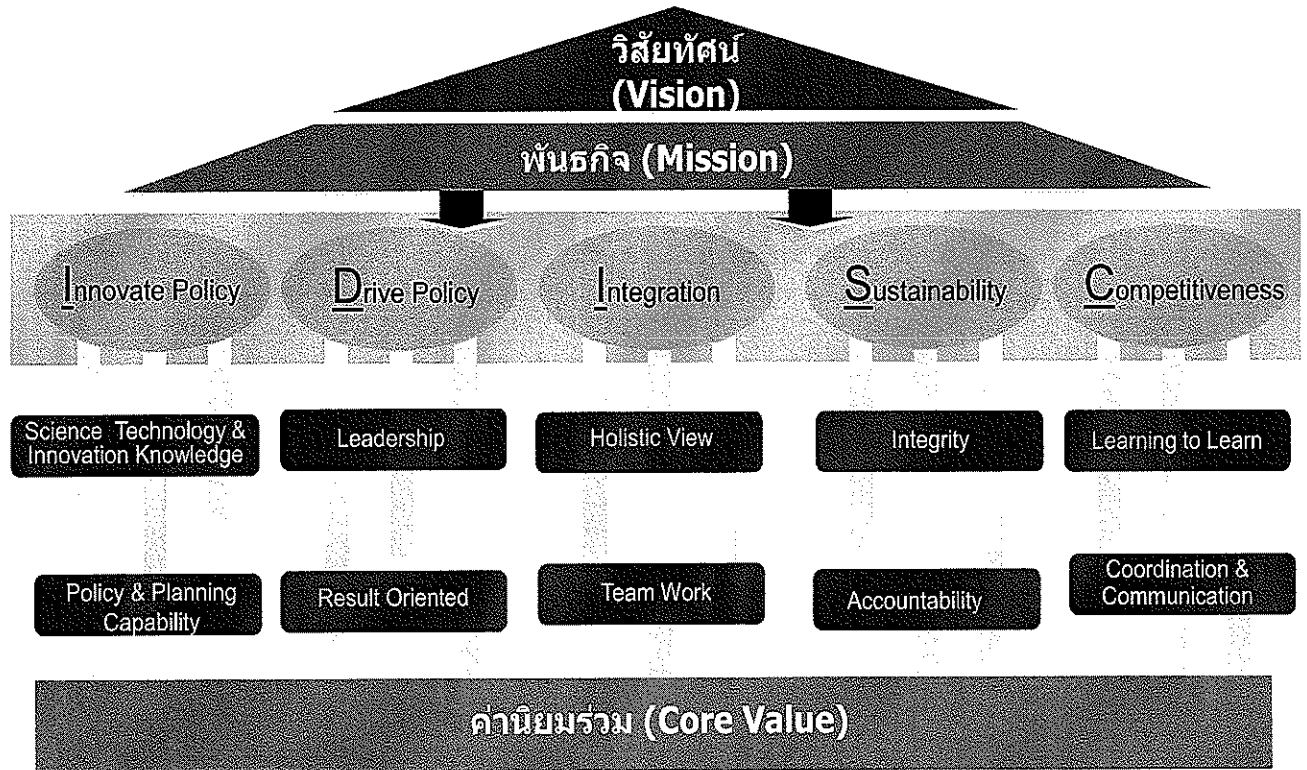 วิสัยทัศน์
(Vision)
พันธกิจ (Mission)
Innovate Policy
Drive Policy
Integration
Sustainability
Competitiveness
Science Technology &
Innovation Knowledge
Leadership
Holistic View
Integrity
Learning to Learn
Policy & Planning
Capability
Result Oriented
Team Work
Accountability
Coordination &
Communication
ค่านิยมร่วม (Core Value)